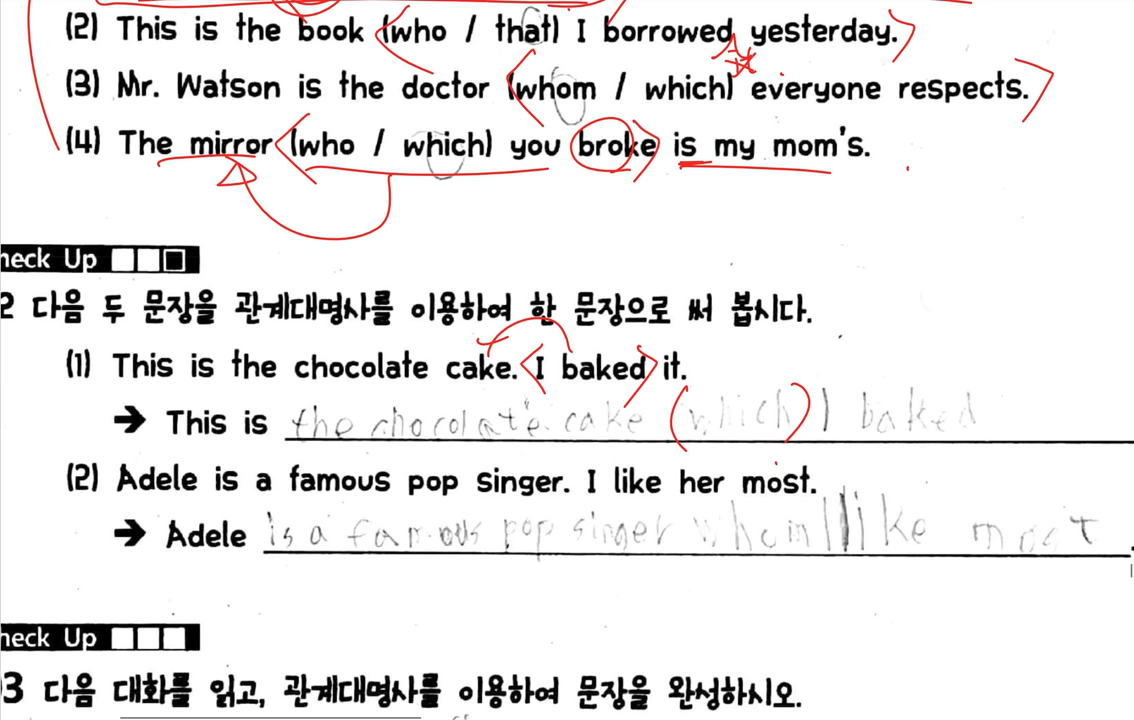 (2) This is the book (who / that) I borrowed yesterday.
(3) Mr. Watson is the doctor (whom / which) everyone respects.
(4) The mirror (who / which) you broke is my mom's.
heck Up
2 다음 두 문장을 관계대명사를 이용하여 한 문장으로 써 봅시다.
(1) This is the chocolate cake. I baked it.
→ This is the chocolate cake (which) I baked
(2) Adele is a famous pop singer. I like her most.
→ Adele is a famous pop singer whom I like most.
heck Up
3 다음 대화를 읽고, 관계대명사를 이용하여 문장을 완성하시오.